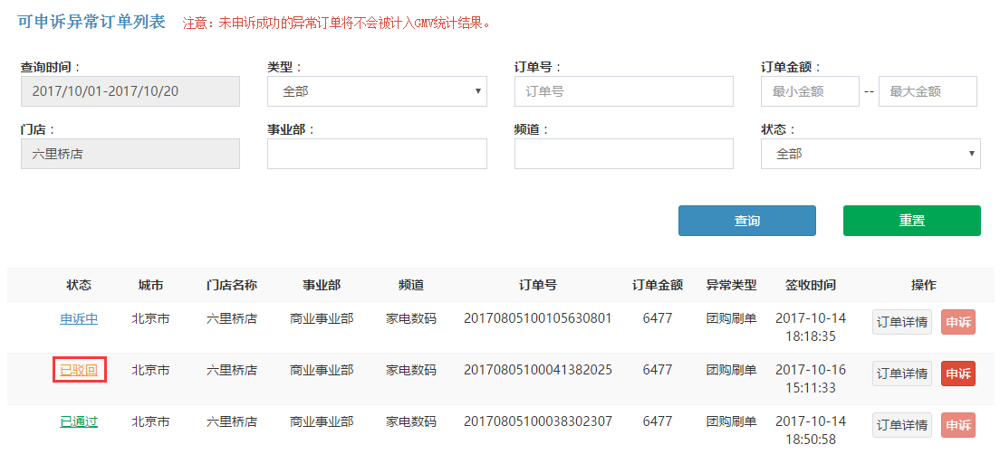 可申诉异常订单列表 注意：未申诉成功的异常订单将不会被计入GMV统计结果。
查询时间： 类型： 订单号： 订单金额：
2017/10/01-2017/10/20 全部 订单号 最小金额 -- 最大金额
门店： 事业部： 频道： 状态：
六里桥店 全部
查询 重置
状态 城市 门店名称 事业部 频道 订单号 订单金额 异常类型 签收时间 操作
申诉中 北京市 六里桥店 商业事业部 家电数码 20170805100105630801 6477 团购刷单 2017-10-14 订单详情 申诉
18:18:35
已驳回 北京市 六里桥店 商业事业部 家电数码 20170805100041382025 6477 团购刷单 2017-10-16 订单详情 申诉
15:11:33
已通过 北京市 六里桥店 商业事业部 家电数码 20170805100038302307 6477 团购刷单 2017-10-14 订单详情 申诉
18:50:58